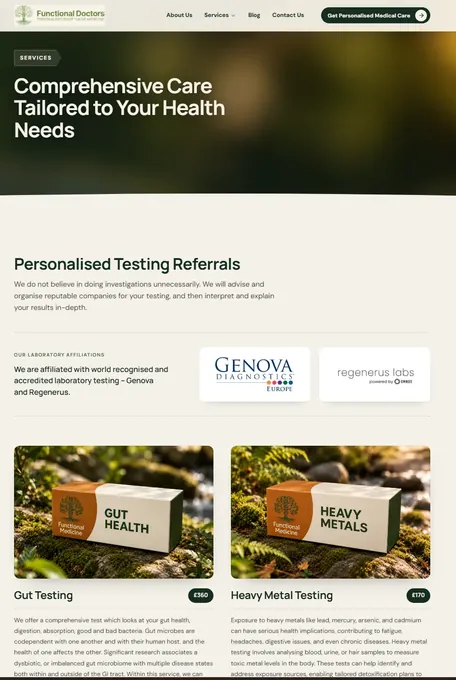 Functional Doctors
About Us
Services
Blog
Contact Us
Get Personalised Medical Care
SERVICES
Comprehensive Care
Tailored to Your Health
Needs
Personalised Testing Referrals
We do not believe in doing investigations unnecessarily. We will advise and
organise reputable companies for your testing, and then interpret and explain
your results in-depth.
OUR LABORATORY AFFILIATIONS
We are affiliated with world recognised and
accredited laboratory testing – Genova
and Regenerus.
GENOVA
DIAGNOSTICS
EUROPE
regenerus labs
powered by
Functional
Medicine
GUT
HEALTH
Functional
Medicine
HEAVY
METALS
Gut Testing
£360
Heavy Metal Testing
£170
We offer a comprehensive test which looks at your gut health,
digestion, absorption, good and bad bacteria. Gut microbes are
codependent with one another and with their human host, and the
health of one affects the other. Significant research associates a
dysbiotic, or imbalanced gut microbiome with multiple disease states
both within and outside of the GI tract. Within this service, we can
Exposure to heavy metals like lead, mercury, arsenic, and cadmium
can have serious health implications, contributing to fatigue,
headaches, digestive issues, and even chronic diseases. Heavy metal
testing involves analysing blood, urine, or hair samples to measure
toxic metal levels in the body. These tests can help identify and
address exposure sources, enabling tailored detoxification plans to